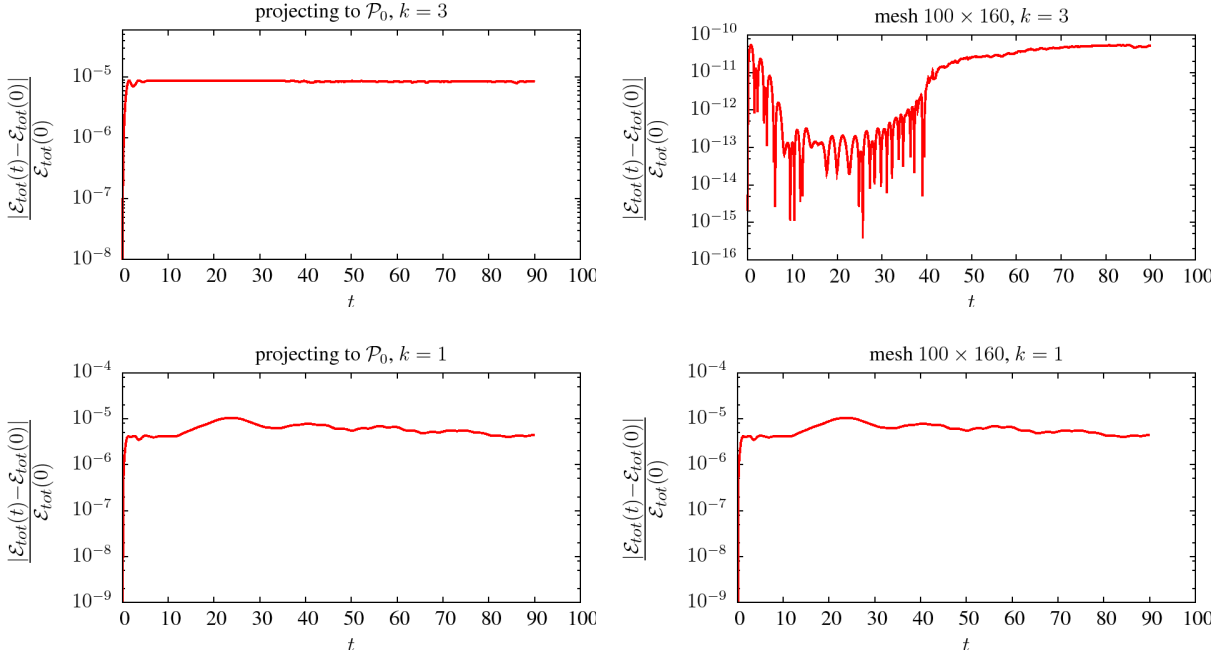 projecting to 𝒫₀, k = 3
|ℰ_tot(t)−ℰ_tot(0)|
ℰ_tot(0)
10⁻⁵
10⁻⁶
10⁻⁷
10⁻⁸
0 10 20 30 40 50 60 70 80 90 100
t
mesh 100 × 160, k = 3
|ℰ_tot(t)−ℰ_tot(0)|
ℰ_tot(0)
10⁻¹⁰
10⁻¹¹
10⁻¹²
10⁻¹³
10⁻¹⁴
10⁻¹⁵
10⁻¹⁶
0 10 20 30 40 50 60 70 80 90 100
t
projecting to 𝒫₀, k = 1
|ℰ_tot(t)−ℰ_tot(0)|
ℰ_tot(0)
10⁻⁴
10⁻⁵
10⁻⁶
10⁻⁷
10⁻⁸
10⁻⁹
0 10 20 30 40 50 60 70 80 90 100
t
mesh 100 × 160, k = 1
|ℰ_tot(t)−ℰ_tot(0)|
ℰ_tot(0)
10⁻⁴
10⁻⁵
10⁻⁶
10⁻⁷
10⁻⁸
10⁻⁹
0 10 20 30 40 50 60 70 80 90 100
t